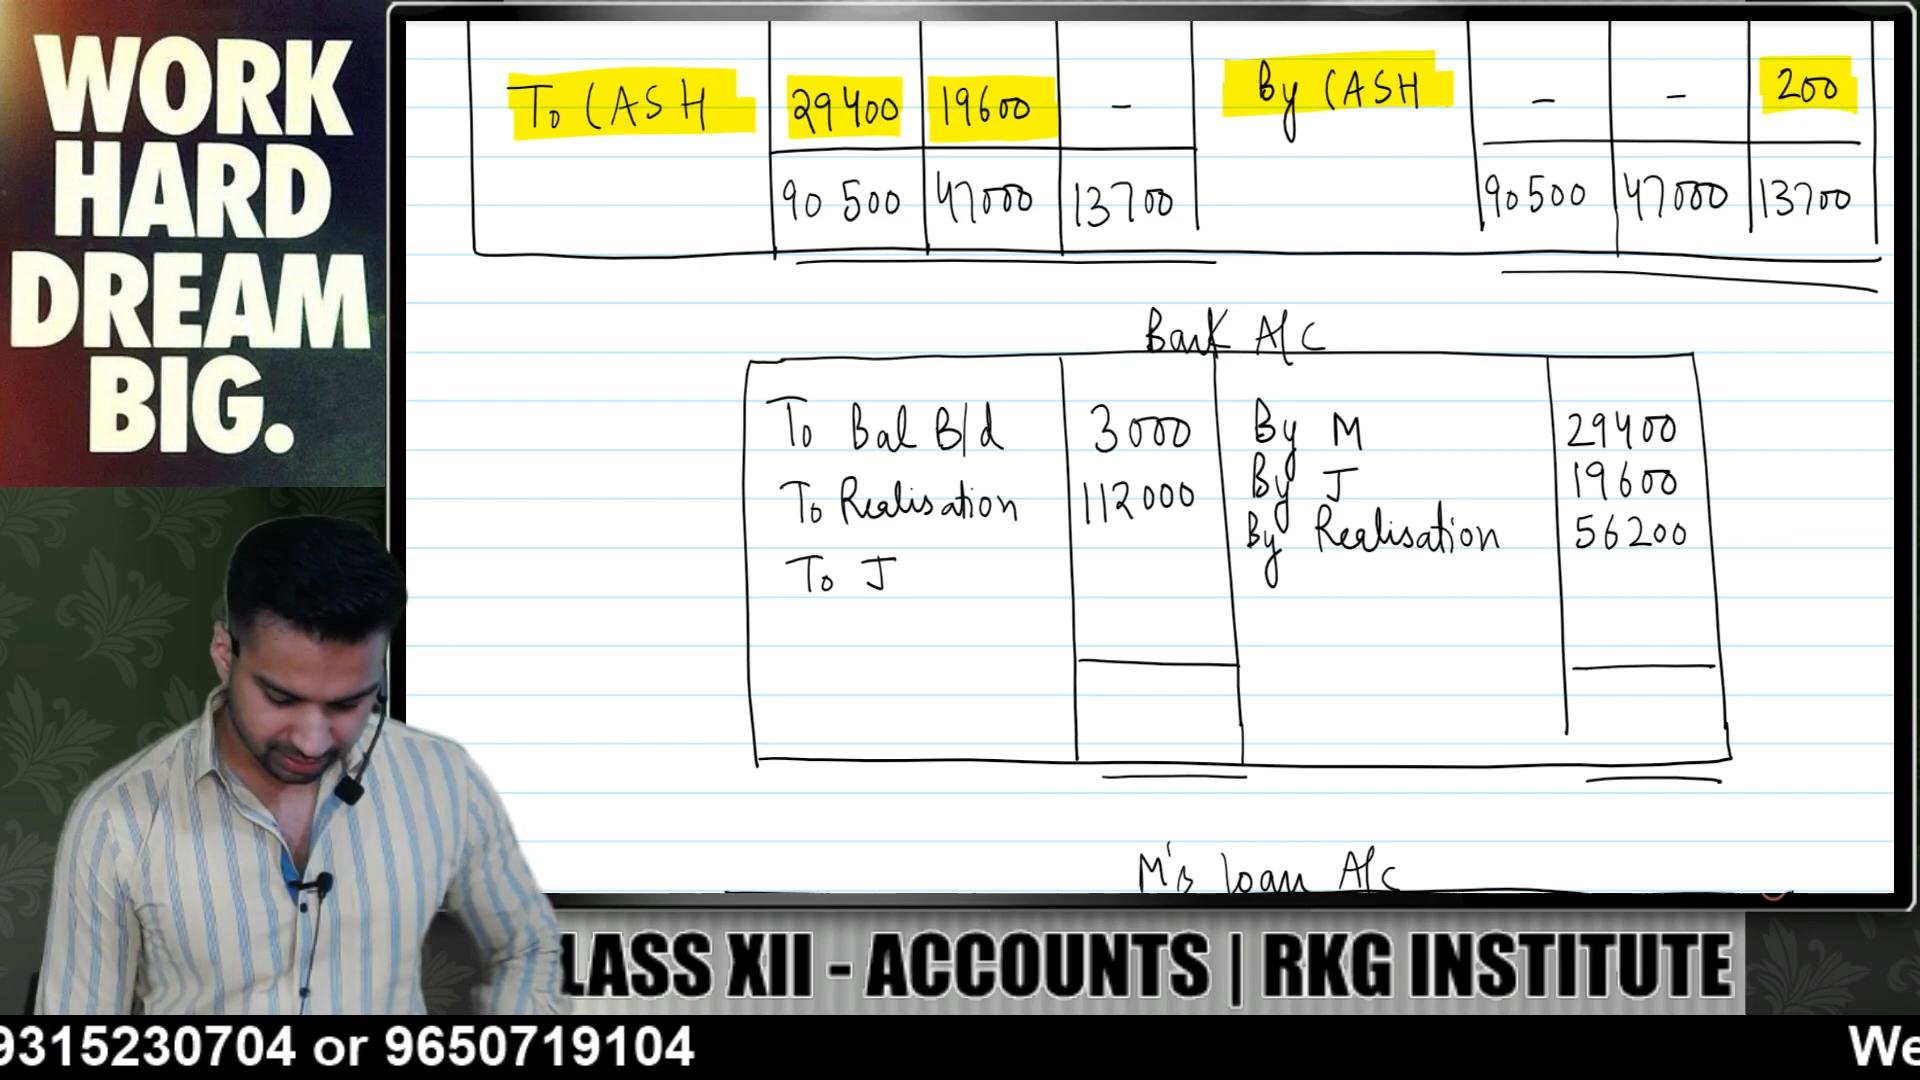 WORK
HARD
DREAM
BIG.
To CASH 29400 19600 - By CASH - - 200
90 500 47000 13700 90500 47000 13700
Bank A/c
To Bal B/d 3000 By M 29400
To Realisation 112000 By J 19600
By Realisation 56200
To J
M's loan A/c
LASS XII - ACCOUNTS | RKG INSTITUTE
9315230704 or 9650719104
We